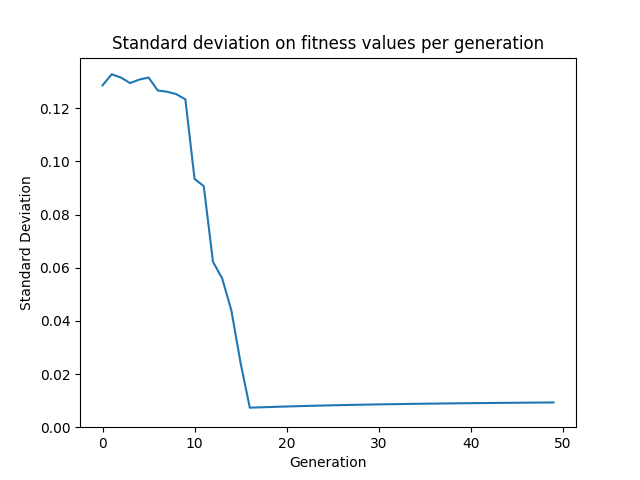 Standard deviation on fitness values per generation
0.12
0.10
0.08
0.06
0.04
0.02
0.00
Standard Deviation
0 10 20 30 40 50
Generation